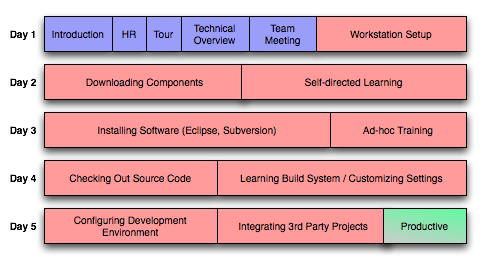 Day 1
Introduction
HR
Tour
Technical
Overview
Team
Meeting
Workstation Setup
Day 2
Downloading Components
Self-directed Learning
Day 3
Installing Software (Eclipse, Subversion)
Ad-hoc Training
Day 4
Checking Out Source Code
Learning Build System / Customizing Settings
Day 5
Configuring Development
Environment
Integrating 3rd Party Projects
Productive